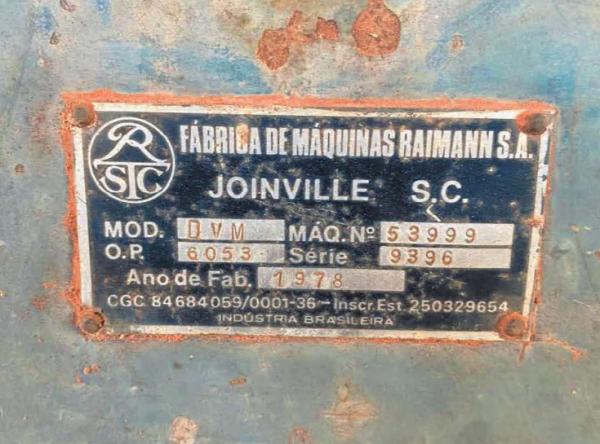 R
STC
FÁBRICA DE MÁQUINAS RAIMANN S.A.
JOINVILLE S.C.
MOD. DVM MÁQ. Nº 53999
O.P. 6053 Série 9396
Ano de Fab. 1978
CGC 84684059/0001-36 - Inscr. Est. 250329654
INDÚSTRIA BRASILEIRA